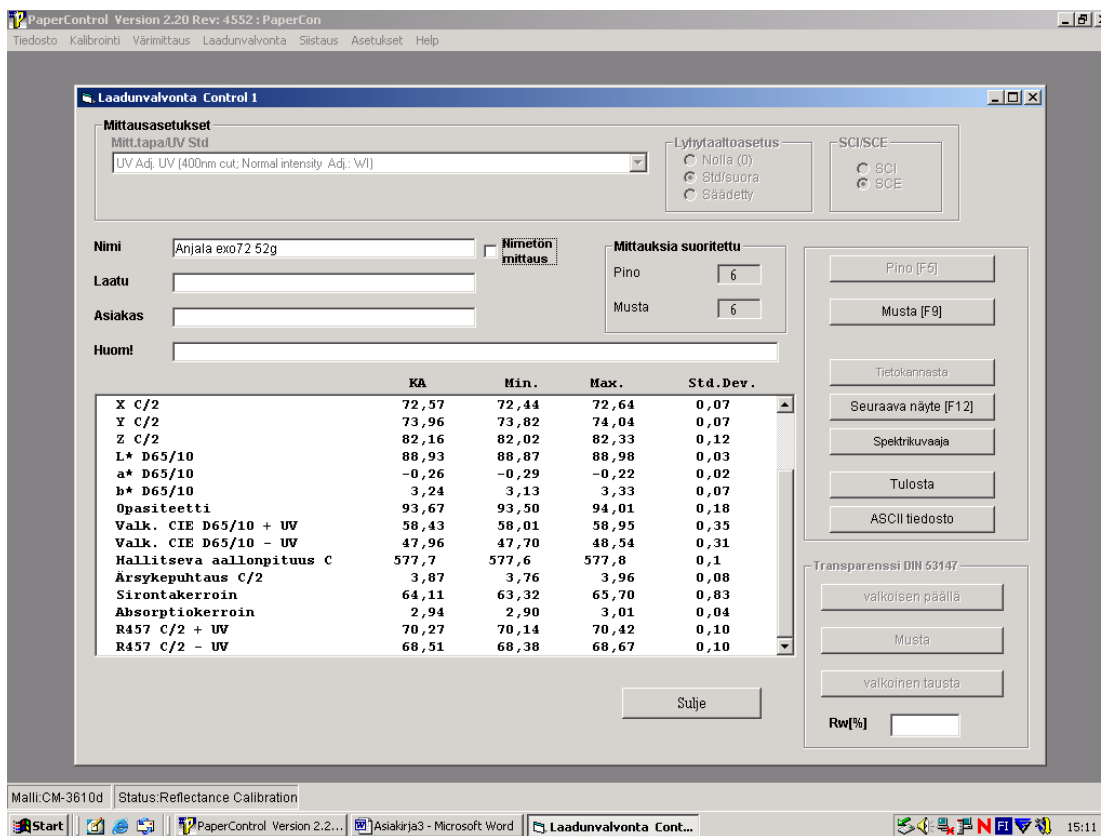 PaperControl Version 2.20 Rev: 4552 : PaperCon
Tiedosto Kalibrointi Värimittaus Laadunvalvonta Siistaus Asetukset Help
Laadunvalvonta Control 1
Mittausasetukset
Mitt.tapa/UV Std
UV Adj. UV (400nm cut; Normal intensity Adj.: WI)
Lyhytaaltoasetus
Nolla (0)
Std/suora
Säädetty
SCI/SCE
SCI
SCE
Nimi Anjala exo72 52g
Nimetön
mittaus
Laatu
Asiakas
Huom!
Mittauksia suoritettu
Pino 6
Musta 6
Pino [F5]
Musta [F9]
Tietokannasta
Seuraava näyte [F12]
Spektrikuvaaja
Tulosta
ASCII tiedosto
KA Min. Max. Std.Dev.
X C/2 72,57 72,44 72,64 0,07
Y C/2 73,96 73,82 74,04 0,07
Z C/2 82,16 82,02 82,33 0,12
L* D65/10 88,93 88,87 88,98 0,03
a* D65/10 -0,26 -0,29 -0,22 0,02
b* D65/10 3,24 3,13 3,33 0,07
Opasiteetti 93,67 93,50 94,01 0,18
Valk. CIE D65/10 + UV 58,43 58,01 58,95 0,35
Valk. CIE D65/10 - UV 47,96 47,70 48,54 0,31
Hallitseva aallonpituus C 577,7 577,6 577,8 0,1
Ärsykepuhtaus C/2 3,87 3,76 3,96 0,08
Sirontakerroin 64,11 63,32 65,70 0,83
Absorptiokerroin 2,94 2,90 3,01 0,04
R457 C/2 + UV 70,27 70,14 70,42 0,10
R457 C/2 - UV 68,51 68,38 68,67 0,10
Transparenssi DIN 53147
valkoisen päällä
Musta
valkoinen tausta
Rw[%]
Sulje
Malli:CM-3610d Status:Reflectance Calibration
Start PaperControl Version 2.2... Asiakirja3 - Microsoft Word Laadunvalvonta Cont... N FI 15:11